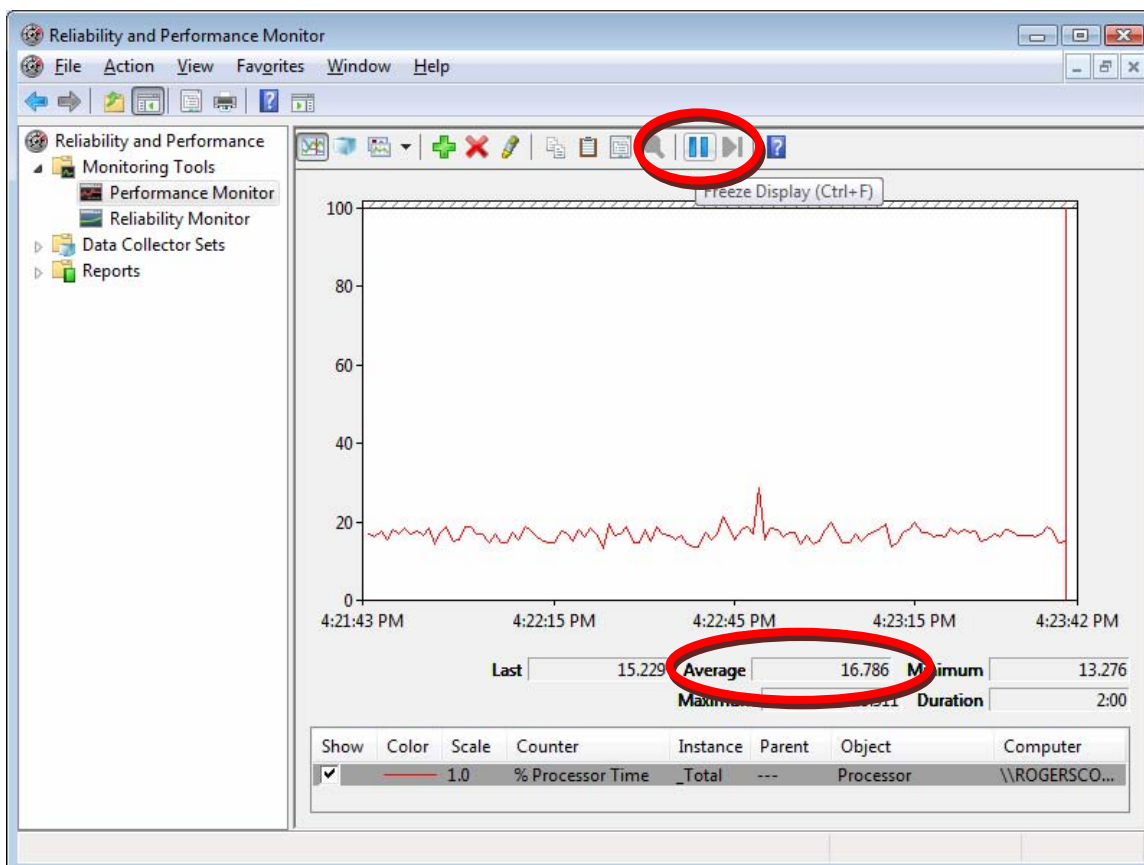 Reliability and Performance Monitor
File Action View Favorites Window Help
Reliability and Performance
Monitoring Tools
Performance Monitor
Reliability Monitor
Data Collector Sets
Reports
Freeze Display (Ctrl+F)
100
80
60
40
20
0
4:21:43 PM 4:22:15 PM 4:22:45 PM 4:23:15 PM 4:23:42 PM
Last 15.229 Average 16.786 Minimum 13.276
Maximum Duration 2:00
Show Color Scale Counter Instance Parent Object Computer
1.0 % Processor Time _Total --- Processor \\ROGERSCO...